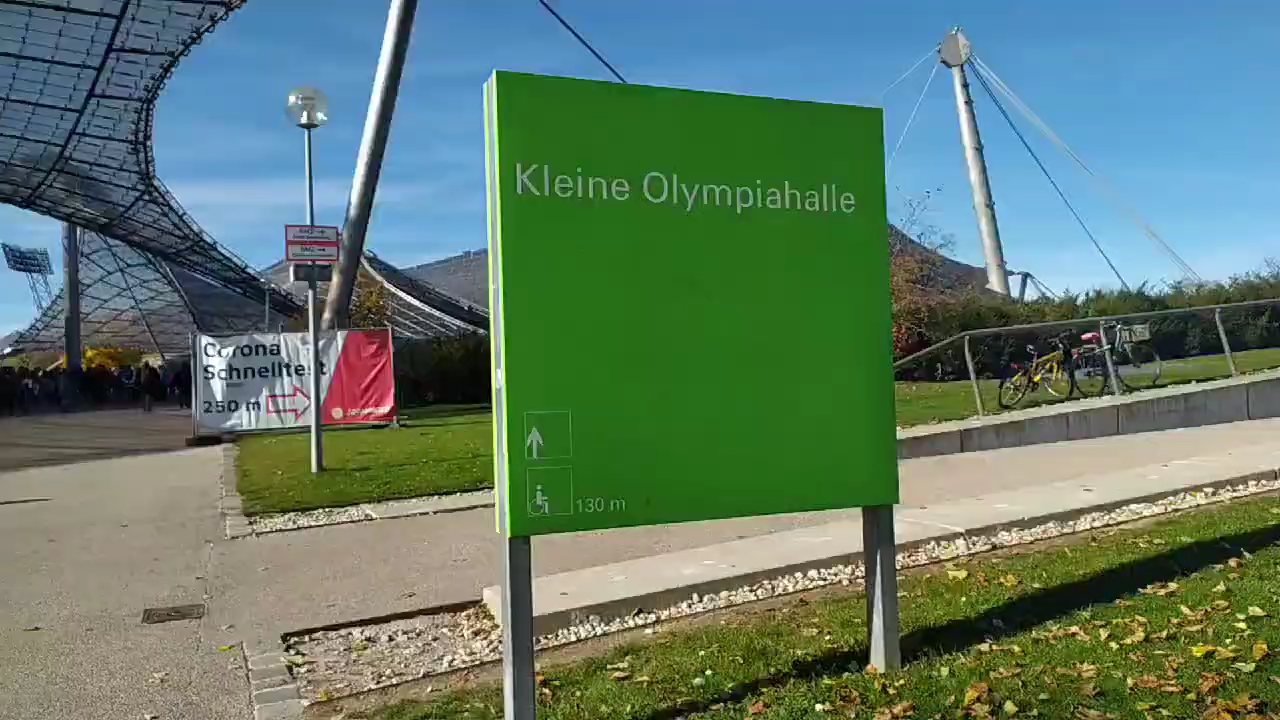 Kleine Olympiahalle
130 m
Corona
Schnelltest
250 m